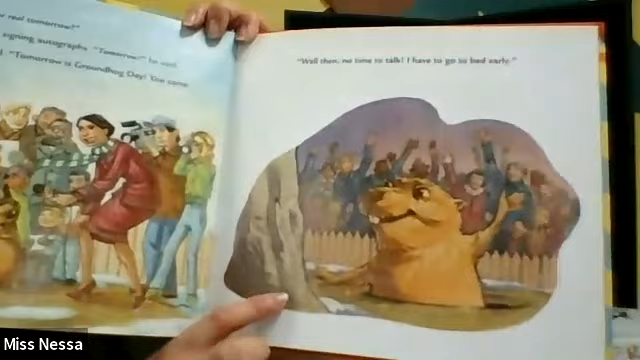 real tomorrow?"
signing autographs. "Tomorrow!" he said.
"Tomorrow is Groundhog Day! The same
"Well then, no time to talk! I have to go to bed early."
Miss Nessa